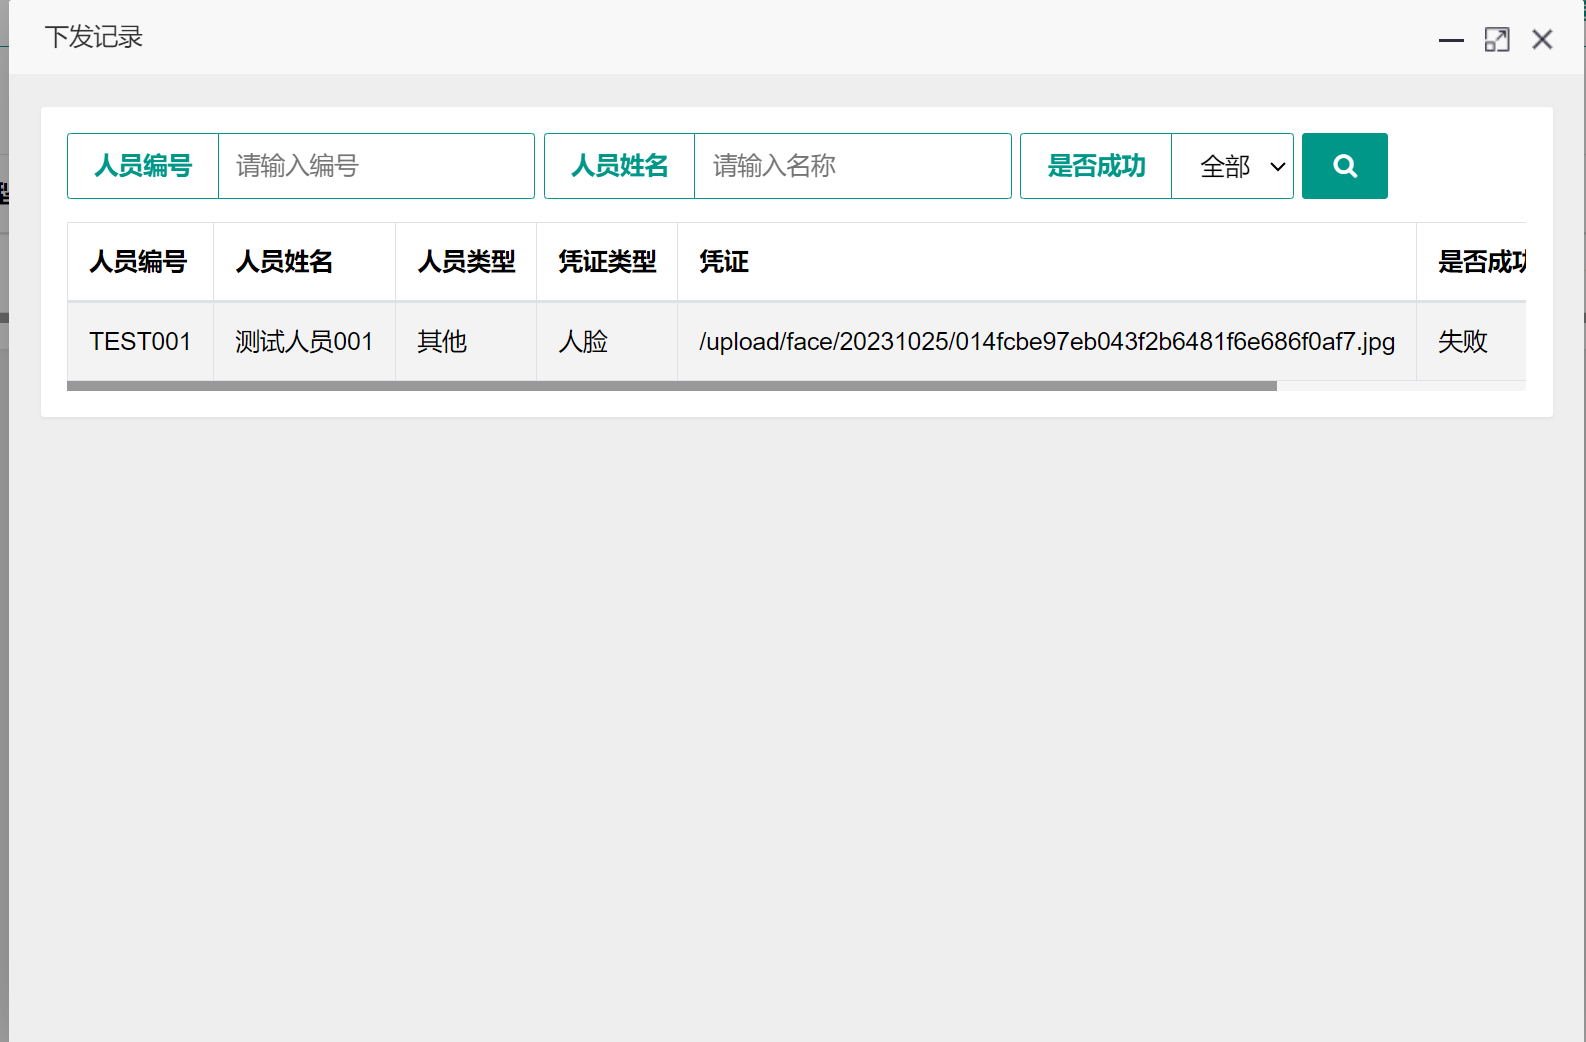 下发记录
人员编号 请输入编号 人员姓名 请输入名称 是否成功 全部
人员编号 人员姓名 人员类型 凭证类型 凭证 是否成功
TEST001 测试人员001 其他 人脸 /upload/face/20231025/014fcbe97eb043f2b6481f6e686f0af7.jpg 失败